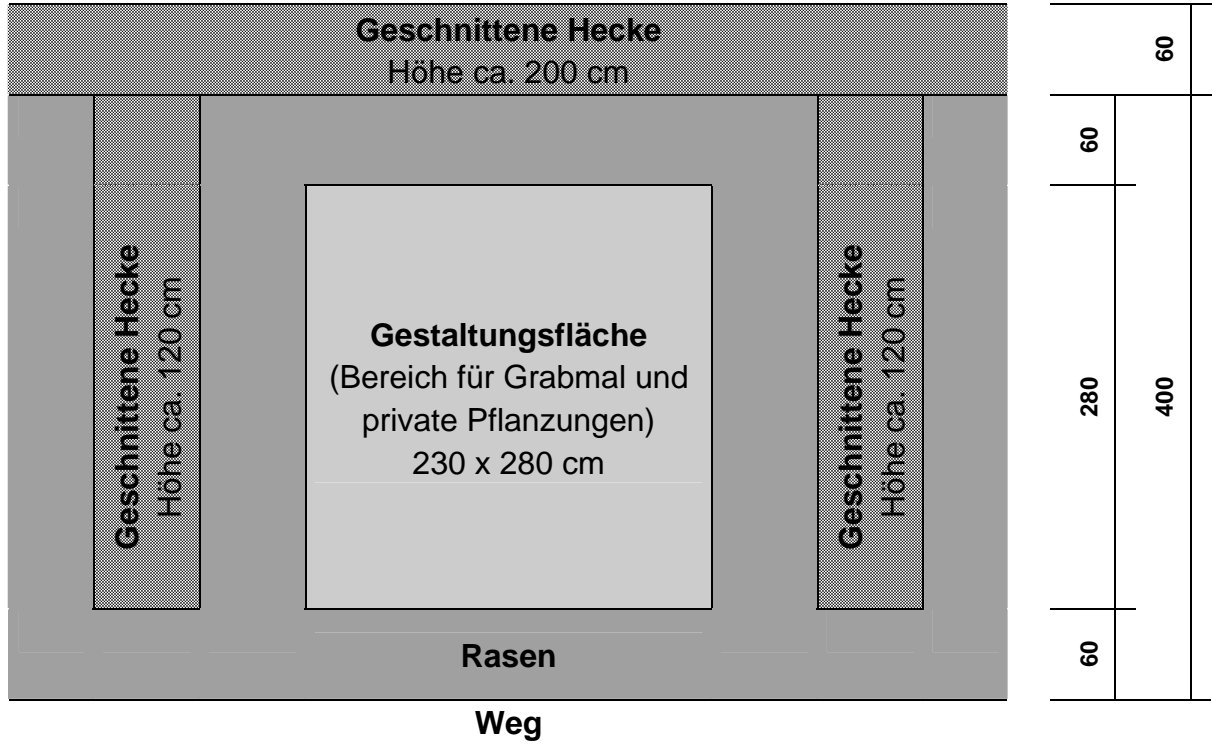 Geschnittene Hecke
Höhe ca. 200 cm
60
60
Geschnittene Hecke
Höhe ca. 120 cm
Gestaltungsfläche
(Bereich für Grabmal und
private Pflanzungen)
230 x 280 cm
Geschnittene Hecke
Höhe ca. 120 cm
280
400
Rasen
60
Weg